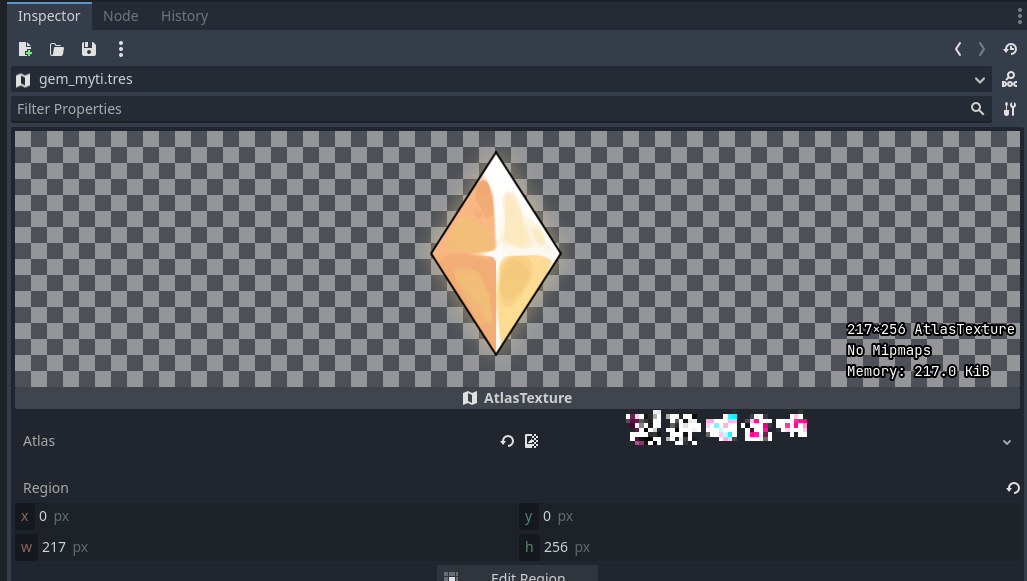 Inspector Node History
gem_myti.tres
DOC
Filter Properties
217×256 AtlasTexture
No Mipmaps
Memory: 217.0 KiB
AtlasTexture
Atlas
Region
x 0 px y 0 px
w 217 px h 256 px
Edit Region